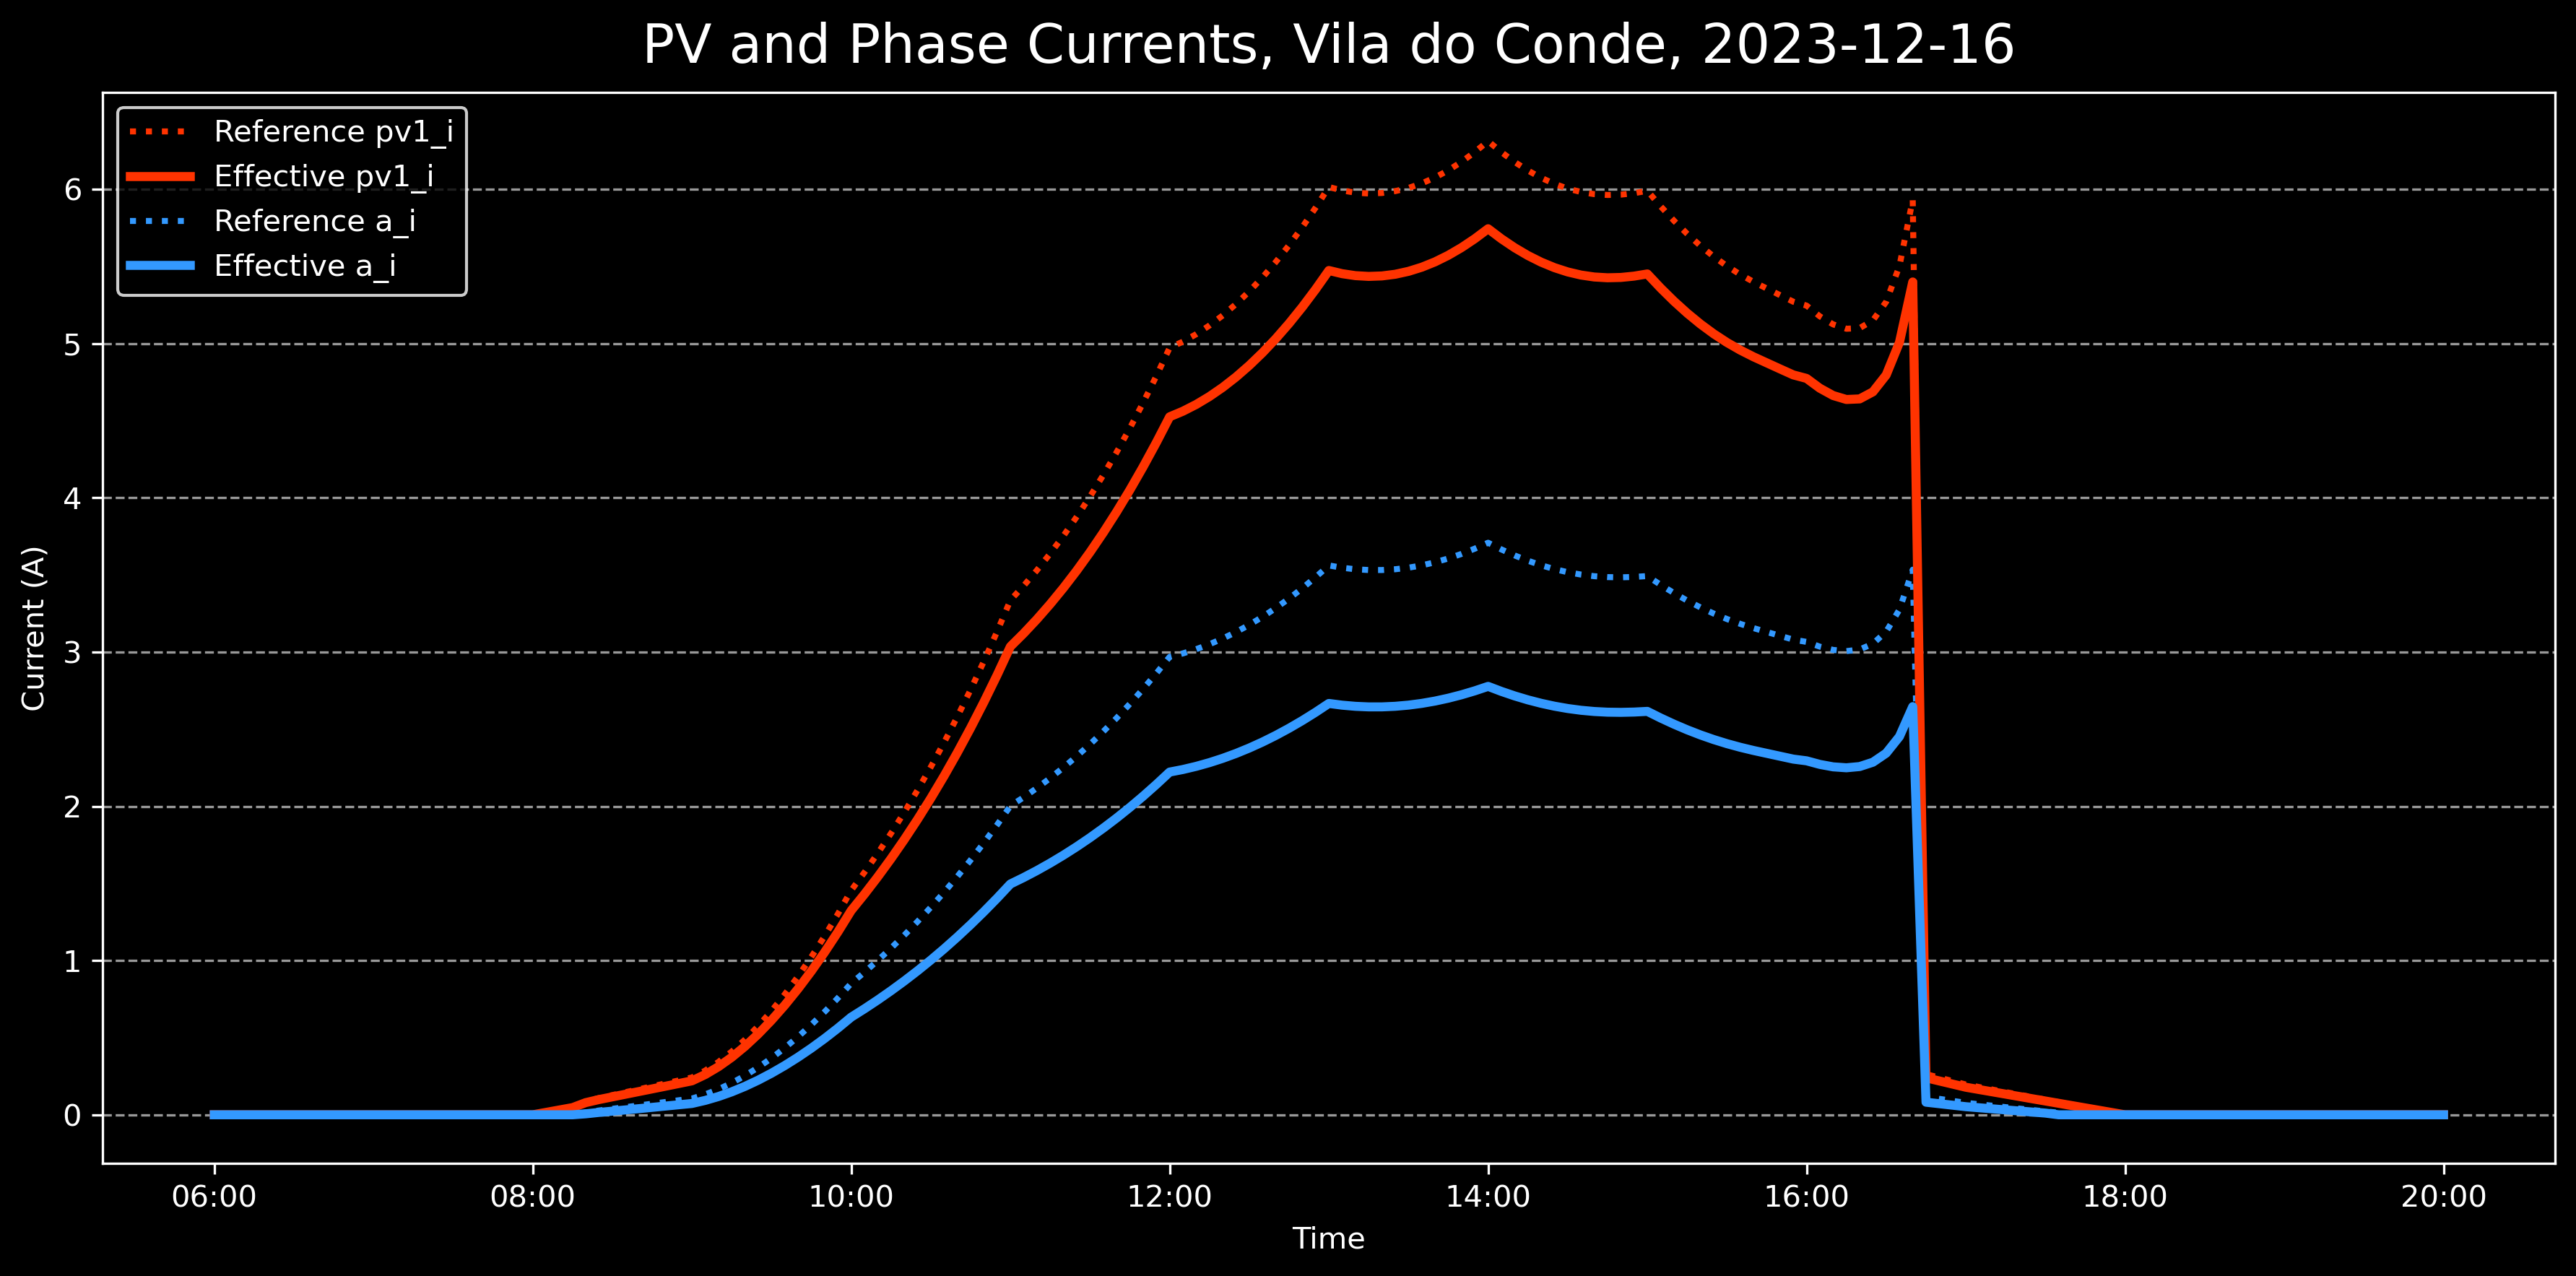 PV and Phase Currents, Vila do Conde, 2023-12-16
Reference pv1_i
Effective pv1_i
Reference a_i
Effective a_i
6
5
4
3
2
1
0
Current (A)
06:00 08:00 10:00 12:00 14:00 16:00 18:00 20:00
Time